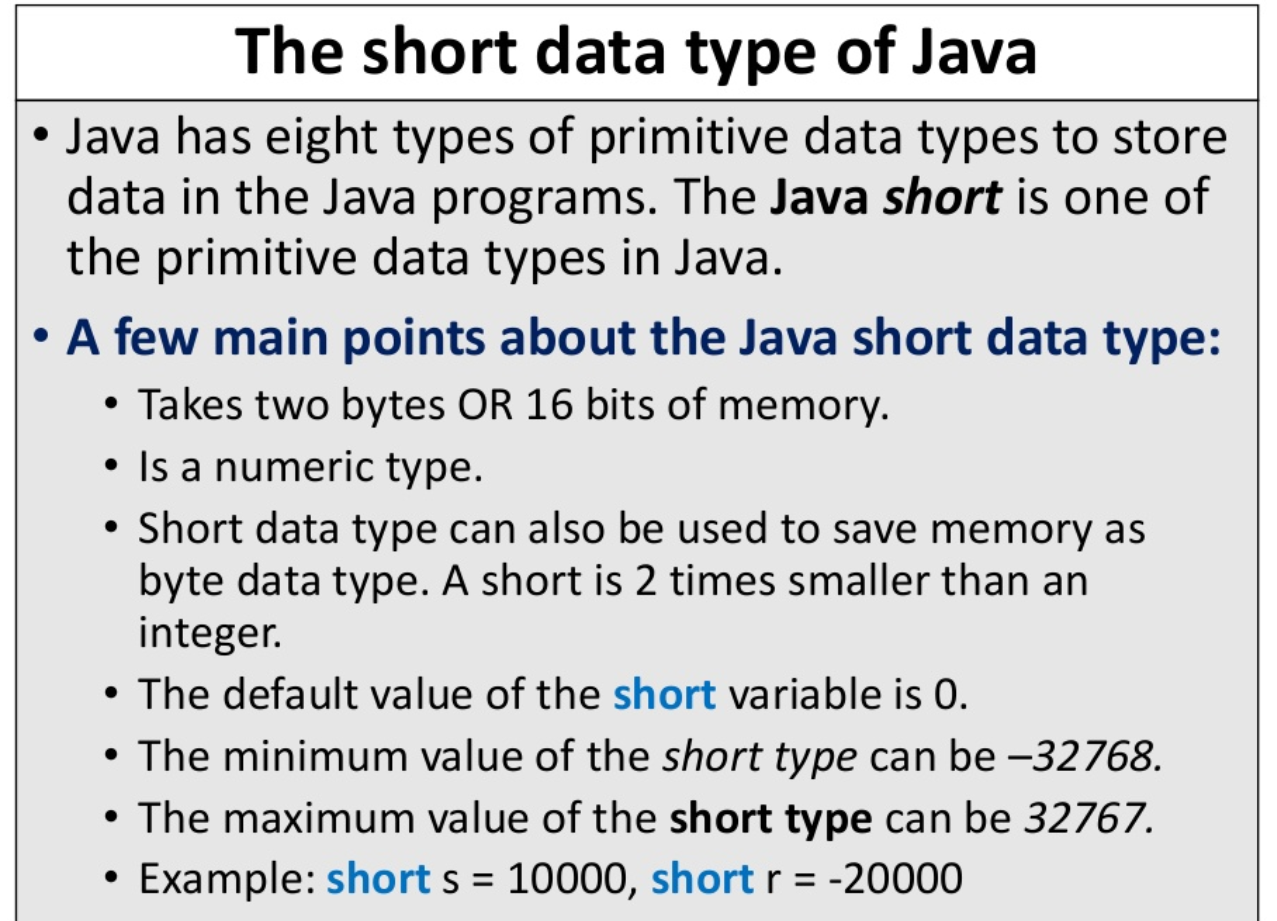 The short data type of Java
• Java has eight types of primitive data types to store
data in the Java programs. The Java short is one of
the primitive data types in Java.
• A few main points about the Java short data type:
• Takes two bytes OR 16 bits of memory.
• Is a numeric type.
• Short data type can also be used to save memory as
byte data type. A short is 2 times smaller than an
integer.
• The default value of the short variable is 0.
• The minimum value of the short type can be –32768.
• The maximum value of the short type can be 32767.
• Example: short s = 10000, short r = -20000